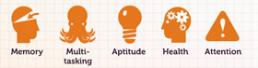 Memory
Multi-
tasking
Aptitude
Health
Attention